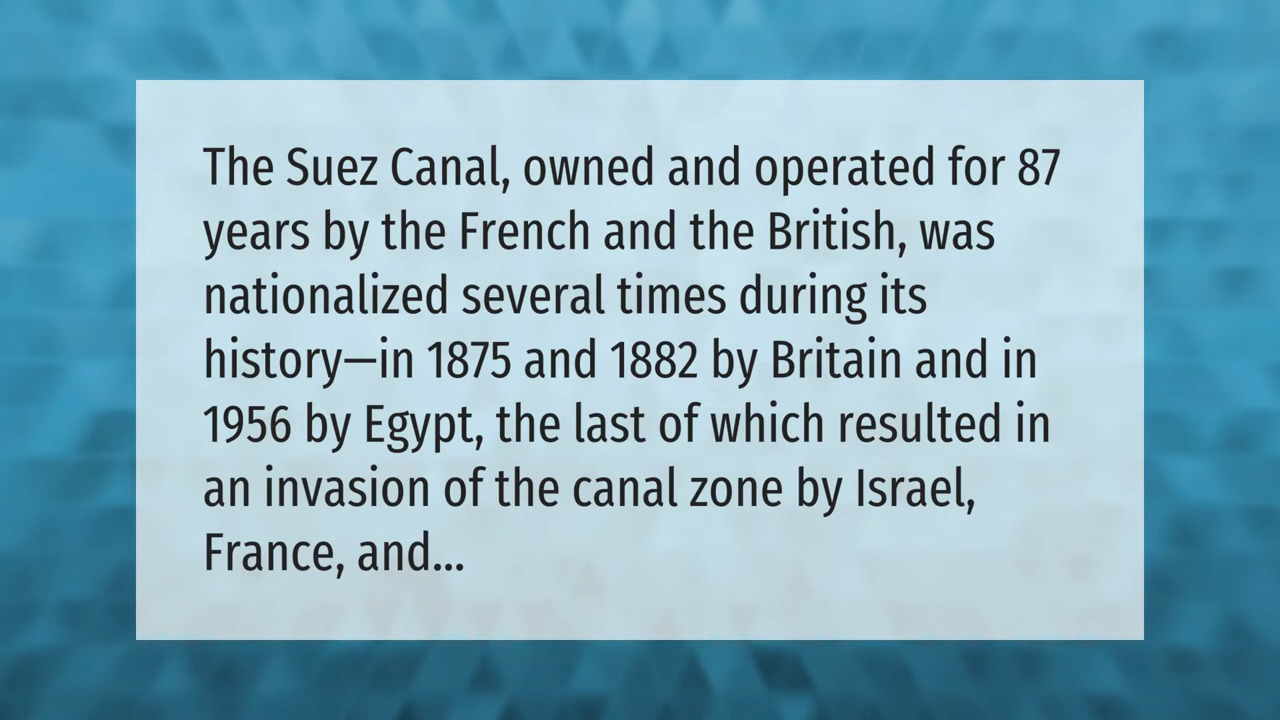 The Suez Canal, owned and operated for 87
years by the French and the British, was
nationalized several times during its
history—in 1875 and 1882 by Britain and in
1956 by Egypt, the last of which resulted in
an invasion of the canal zone by Israel,
France, and...